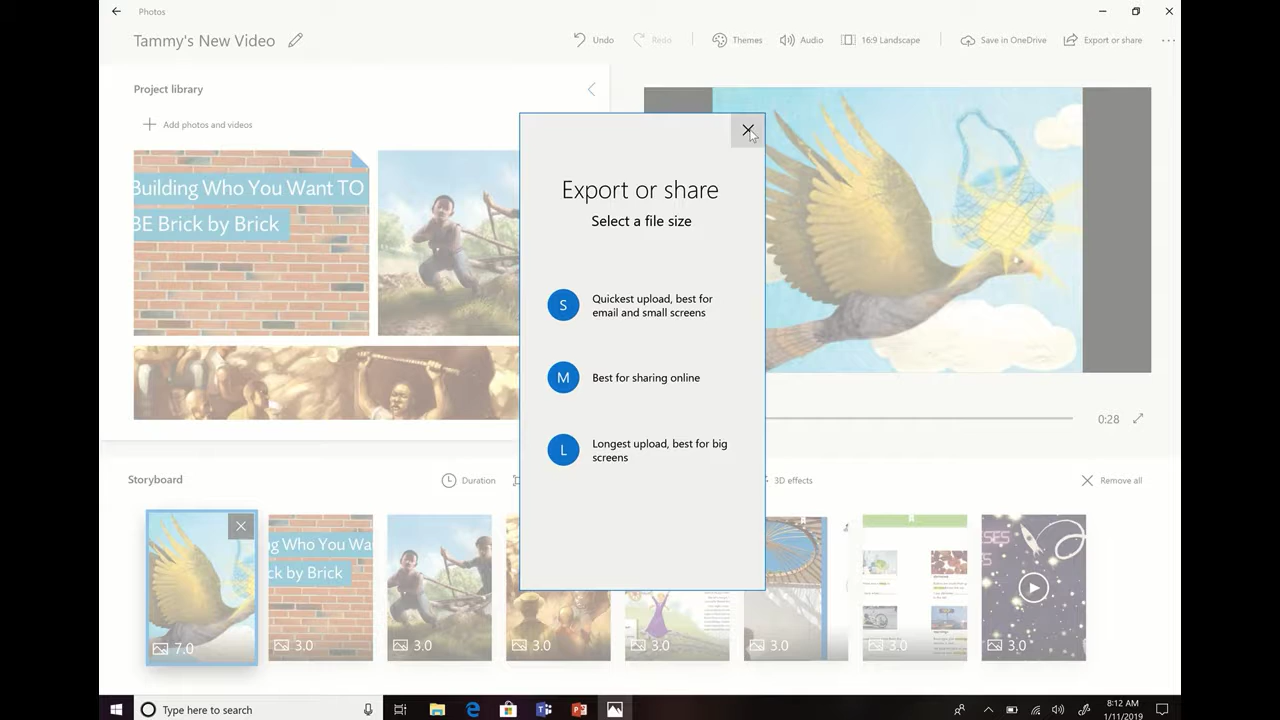 Photos
Tammy's New Video
Undo
Redo
Themes
Audio
16:9 Landscape
Save in OneDrive
Export or share
Project library
Add photos and videos
Building Who You Want TO
BE Brick by Brick
Export or share
Select a file size
S
Quickest upload, best for
email and small screens
M
Best for sharing online
L
Longest upload, best for big
screens
0:28
Storyboard
Duration
3D effects
Remove all
ng Who You Wa
ck by Brick
7.0
3.0
3.0
3.0
3.0
3.0
3.0
3.0
Type here to search
8:12 AM
1/11/2019